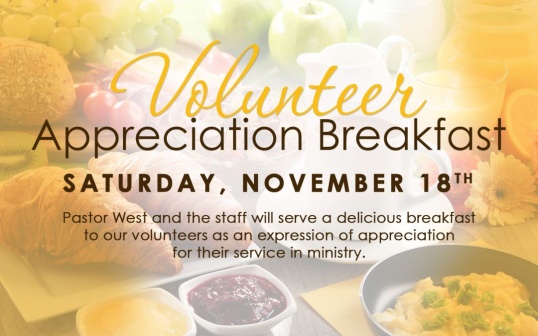 Volunteer
Appreciation Breakfast
SATURDAY, NOVEMBER 18TH
Pastor West and the staff will serve a delicious breakfast
to our volunteers as an expression of appreciation
for their service in ministry.